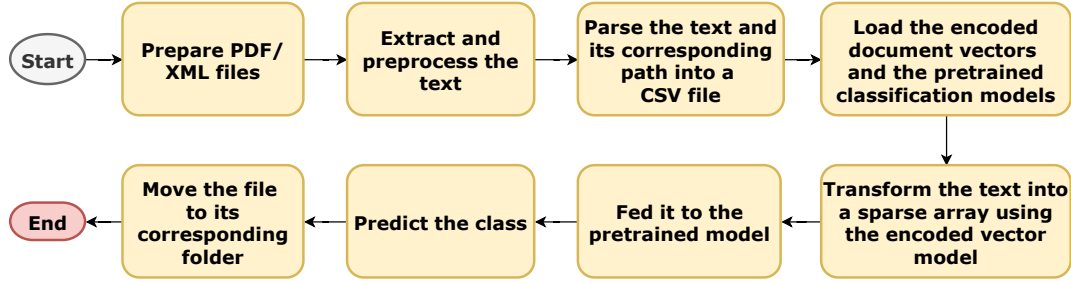 Start
Prepare PDF/
XML files
Extract and
preprocess the
text
Parse the text and
its corresponding
path into a
CSV file
Load the encoded
document vectors
and the pretrained
classification models
Transform the text into
a sparse array using
the encoded vector
model
Fed it to the
pretrained model
Predict the class
Move the file
to its
corresponding
folder
End